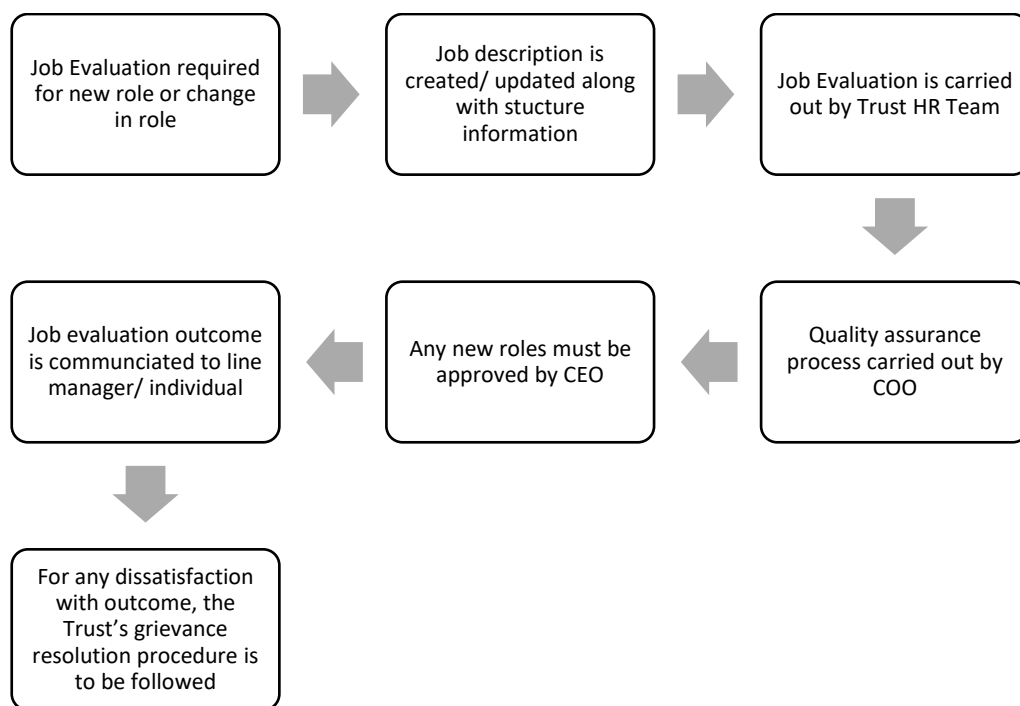 Job Evaluation required
for new role or change
in role
Job description is
created/ updated along
with stucture
information
Job Evaluation is carried
out by Trust HR Team
Quality assurance
process carried out by
COO
Any new roles must be
approved by CEO
Job evaluation outcome
is communciated to line
manager/ individual
For any dissatisfaction
with outcome, the
Trust’s grievance
resolution procedure is
to be followed